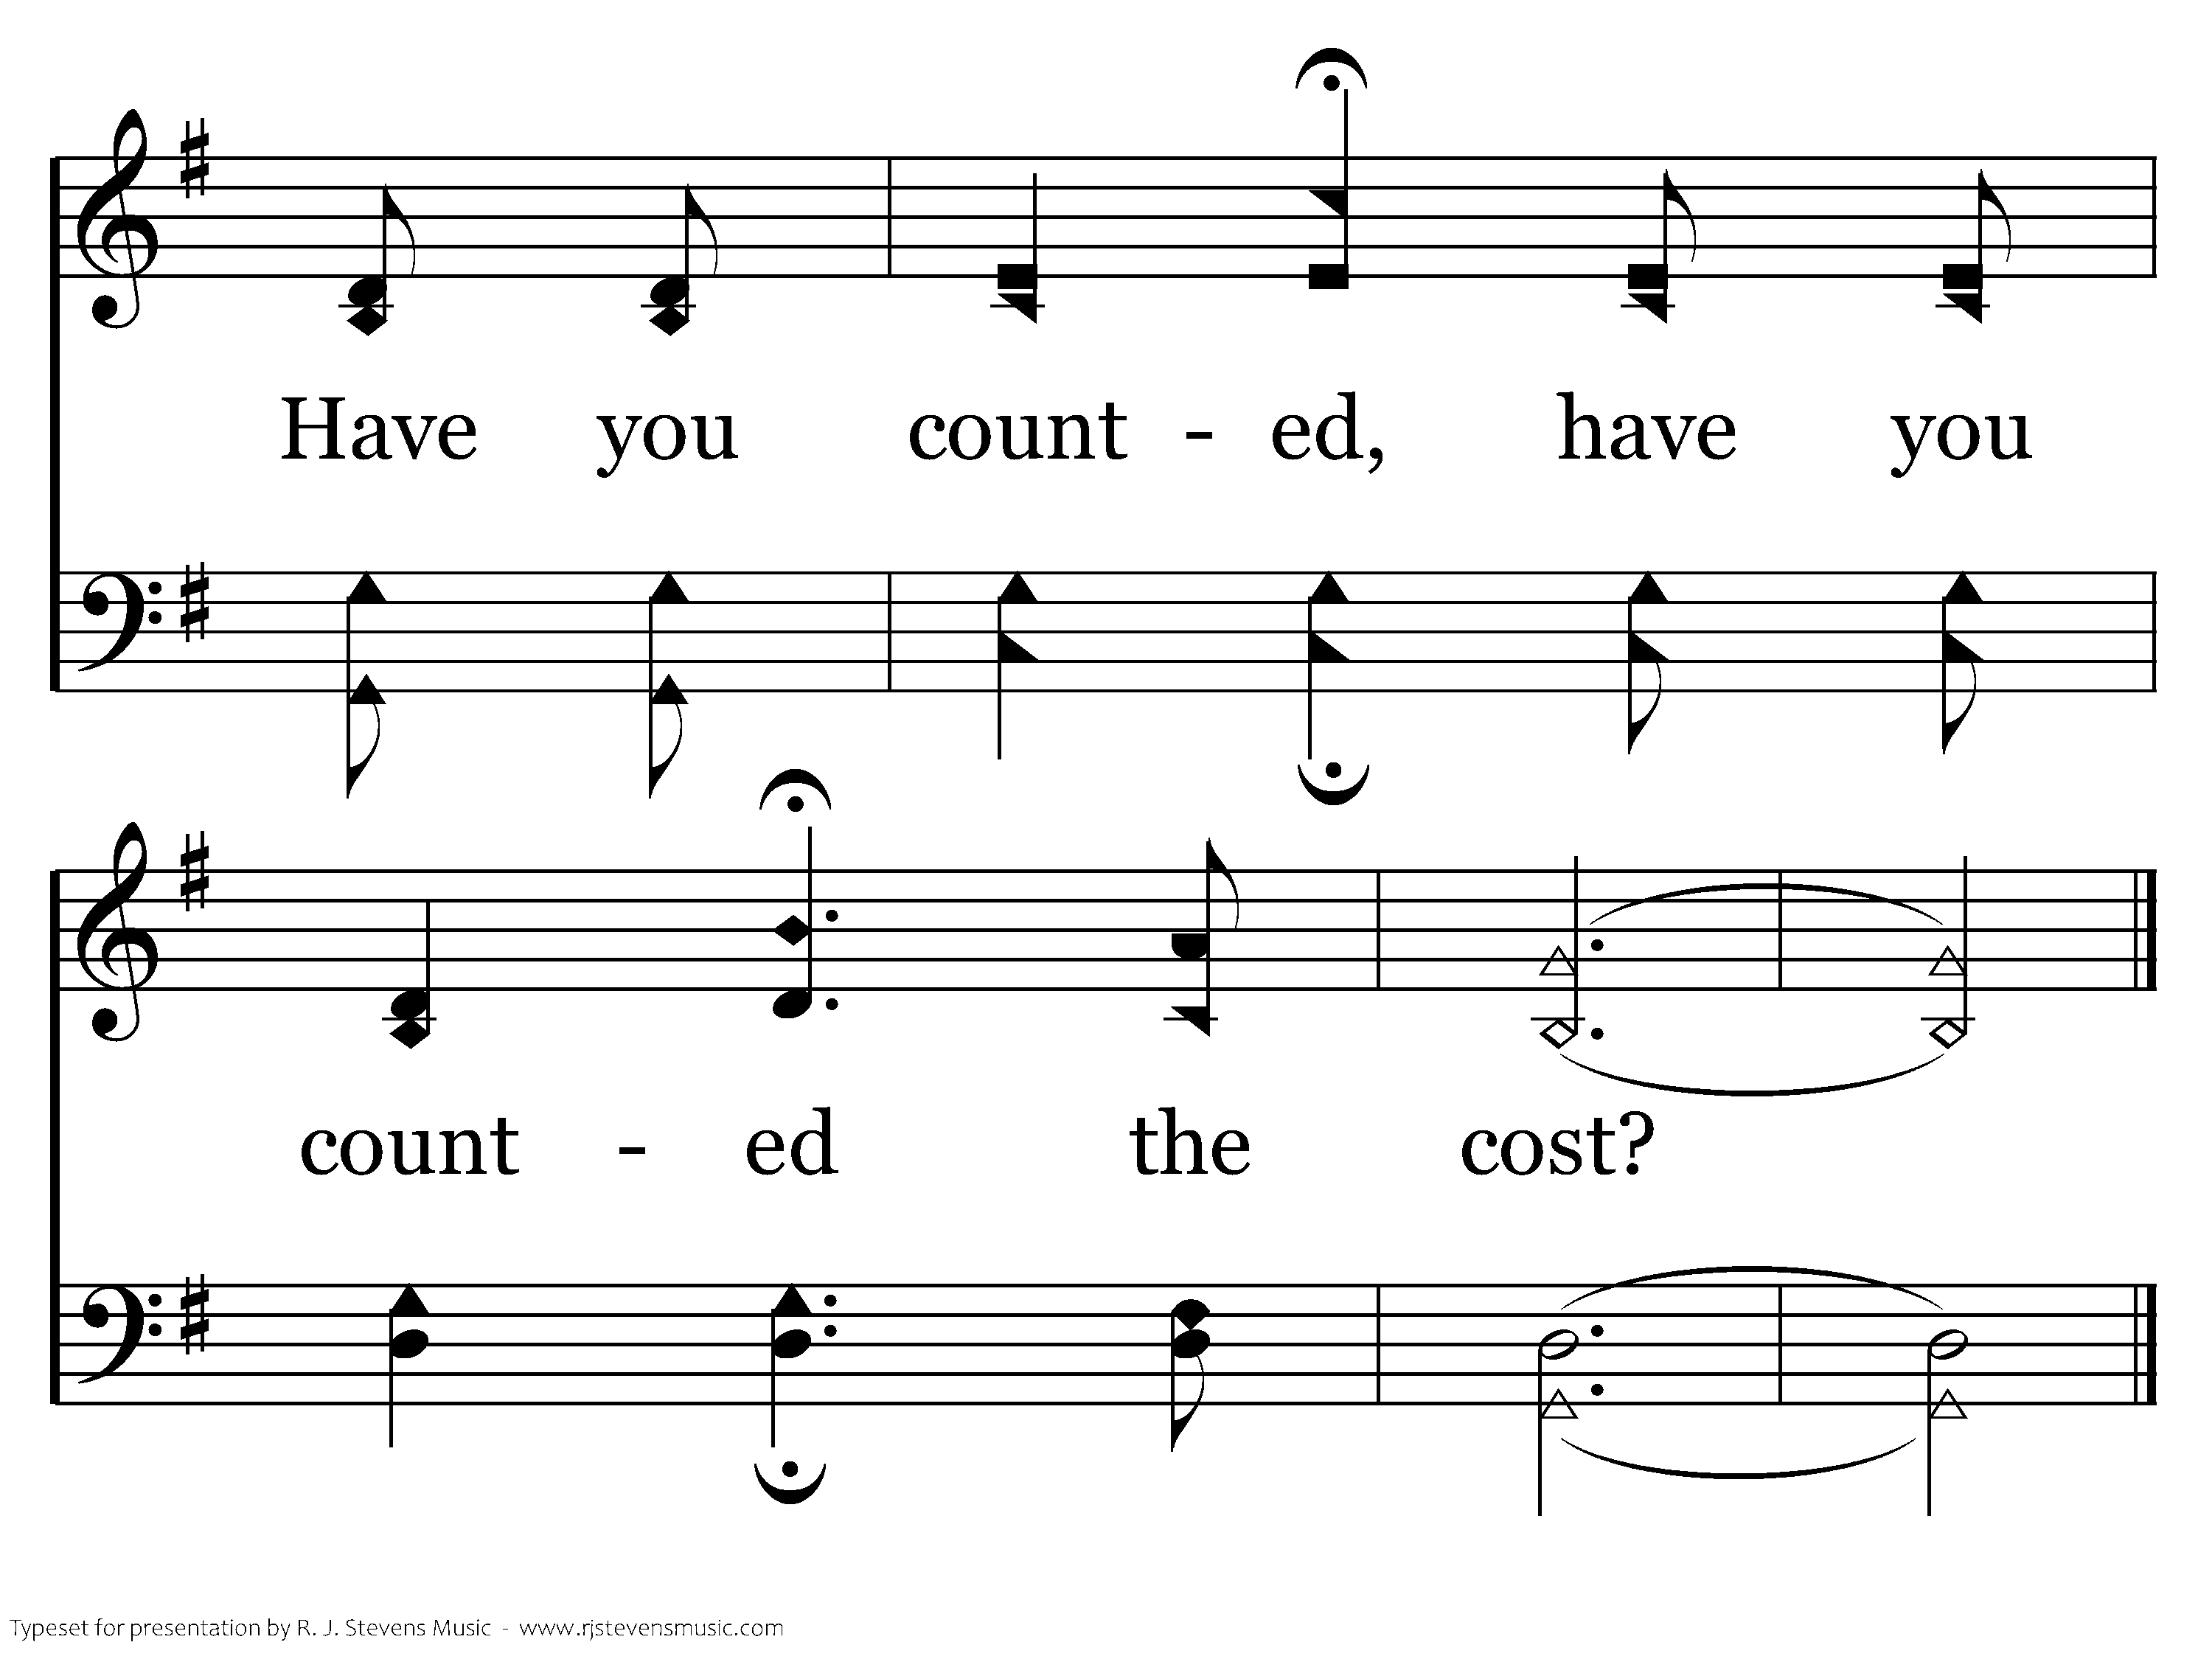 Have you count - ed, have you
count - ed the cost?
Typeset for presentation by R. J. Stevens Music - www.rjstevensmusic.com